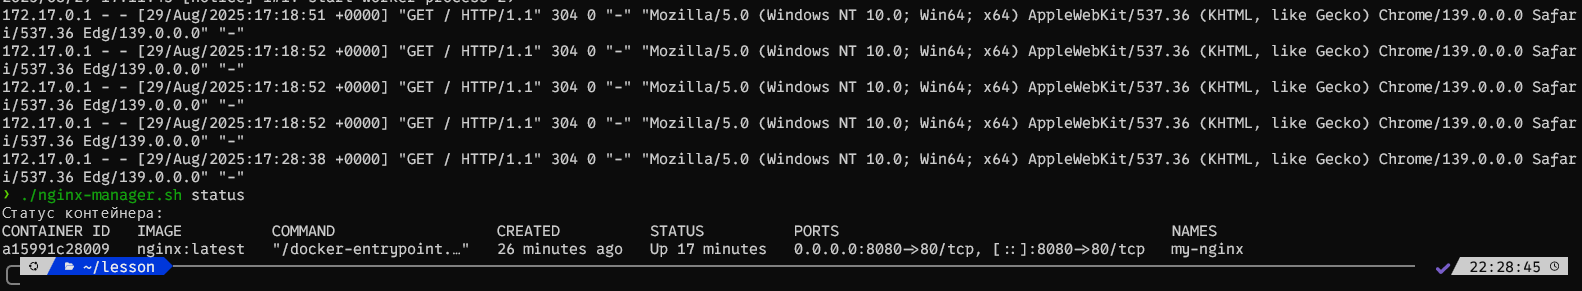 172.17.0.1 - - [29/Aug/2025:17:18:51 +0000] "GET / HTTP/1.1" 304 0 "-" "Mozilla/5.0 (Windows NT 10.0; Win64; x64) AppleWebKit/537.36 (KHTML, like Gecko) Chrome/139.0.0.0 Safar
i/537.36 Edg/139.0.0.0" "-"
172.17.0.1 - - [29/Aug/2025:17:18:52 +0000] "GET / HTTP/1.1" 304 0 "-" "Mozilla/5.0 (Windows NT 10.0; Win64; x64) AppleWebKit/537.36 (KHTML, like Gecko) Chrome/139.0.0.0 Safar
i/537.36 Edg/139.0.0.0" "-"
172.17.0.1 - - [29/Aug/2025:17:18:52 +0000] "GET / HTTP/1.1" 304 0 "-" "Mozilla/5.0 (Windows NT 10.0; Win64; x64) AppleWebKit/537.36 (KHTML, like Gecko) Chrome/139.0.0.0 Safar
i/537.36 Edg/139.0.0.0" "-"
172.17.0.1 - - [29/Aug/2025:17:18:52 +0000] "GET / HTTP/1.1" 304 0 "-" "Mozilla/5.0 (Windows NT 10.0; Win64; x64) AppleWebKit/537.36 (KHTML, like Gecko) Chrome/139.0.0.0 Safar
i/537.36 Edg/139.0.0.0" "-"
172.17.0.1 - - [29/Aug/2025:17:28:38 +0000] "GET / HTTP/1.1" 304 0 "-" "Mozilla/5.0 (Windows NT 10.0; Win64; x64) AppleWebKit/537.36 (KHTML, like Gecko) Chrome/139.0.0.0 Safar
i/537.36 Edg/139.0.0.0" "-"
❯ ./nginx-manager.sh status
Статус контейнера:
CONTAINER ID   IMAGE          COMMAND                  CREATED          STATUS          PORTS                                     NAMES
a15991c28009   nginx:latest   "/docker-entrypoint.…"   26 minutes ago   Up 17 minutes   0.0.0.0:8080->80/tcp, [::]:8080->80/tcp   my-nginx
~/lesson 22:28:45